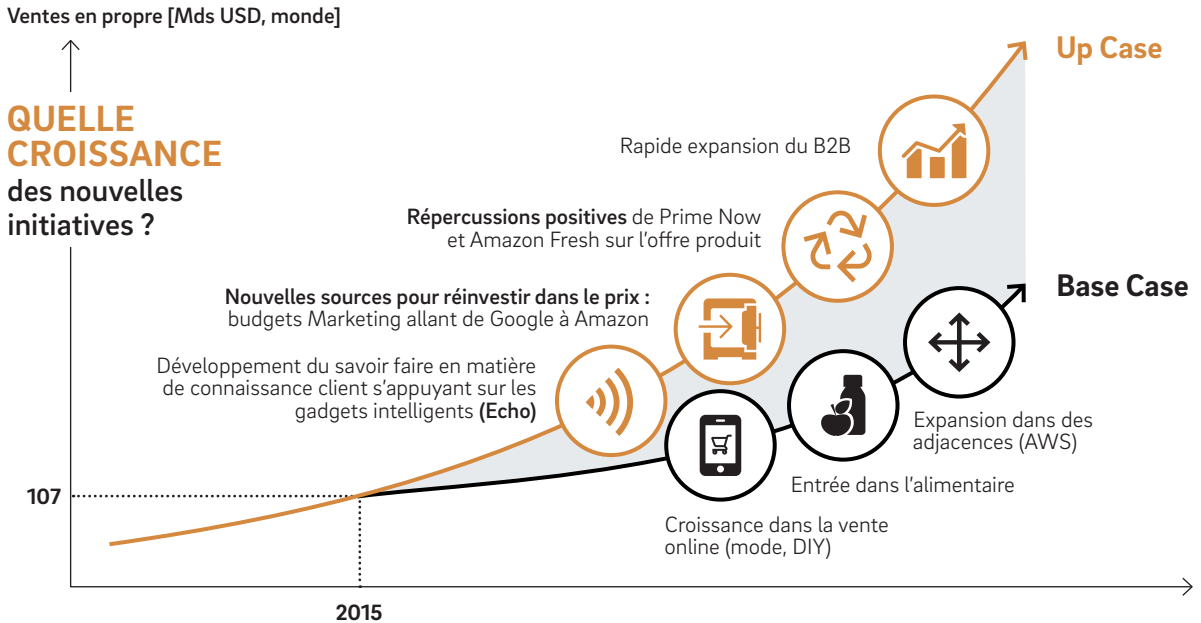 Ventes en propre [Mds USD, monde]
QUELLE
CROISSANCE
des nouvelles
initiatives ?
Up Case
Rapide expansion du B2B
Répercussions positives de Prime Now
et Amazon Fresh sur l’offre produit
Nouvelles sources pour réinvestir dans le prix :
budgets Marketing allant de Google à Amazon
Développement du savoir faire en matière
de connaissance client s’appuyant sur les
gadgets intelligents (Echo)
Base Case
Expansion dans des
adjacences (AWS)
Entrée dans l’alimentaire
Croissance dans la vente
online (mode, DIY)
107
2015